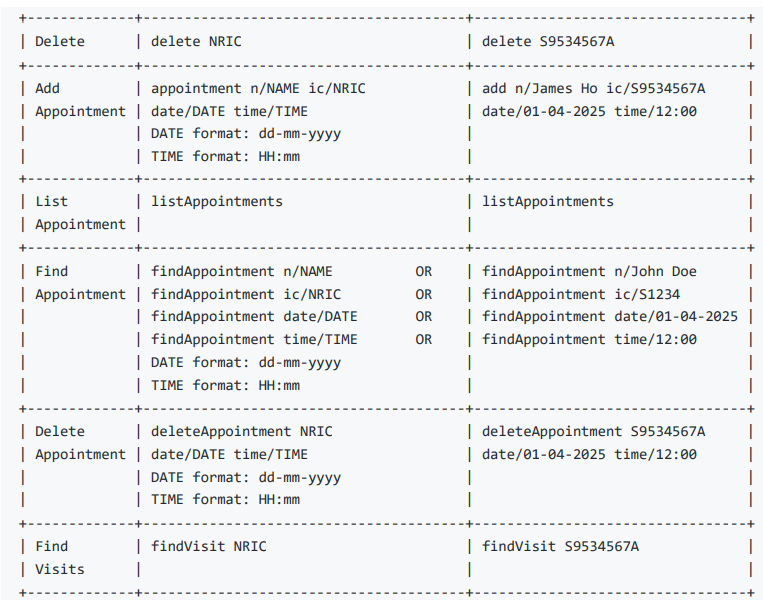 +-------------+---------------------------------------+--------------------------------+
| Delete      | delete NRIC                           | delete S9534567A               |
+-------------+---------------------------------------+--------------------------------+
| Add         | appointment n/NAME ic/NRIC            | add n/James Ho ic/S9534567A    |
| Appointment | date/DATE time/TIME                   | date/01-04-2025 time/12:00     |
|             | DATE format: dd-mm-yyyy               |                                |
|             | TIME format: HH:mm                    |                                |
+-------------+---------------------------------------+--------------------------------+
| List        | listAppointments                      | listAppointments               |
| Appointment |                                       |                                |
+-------------+---------------------------------------+--------------------------------+
| Find        | findAppointment n/NAME          OR    | findAppointment n/John Doe     |
| Appointment | findAppointment ic/NRIC         OR    | findAppointment ic/S1234       |
|             | findAppointment date/DATE       OR    | findAppointment date/01-04-2025 |
|             | findAppointment time/TIME       OR    | findAppointment time/12:00     |
|             | DATE format: dd-mm-yyyy               |                                |
|             | TIME format: HH:mm                    |                                |
+-------------+---------------------------------------+--------------------------------+
| Delete      | deleteAppointment NRIC                | deleteAppointment S9534567A    |
| Appointment | date/DATE time/TIME                   | date/01-04-2025 time/12:00     |
|             | DATE format: dd-mm-yyyy               |                                |
|             | TIME format: HH:mm                    |                                |
+-------------+---------------------------------------+--------------------------------+
| Find        | findVisit NRIC                        | findVisit S9534567A            |
| Visits      |                                       |                                |
+-------------+---------------------------------------+--------------------------------+